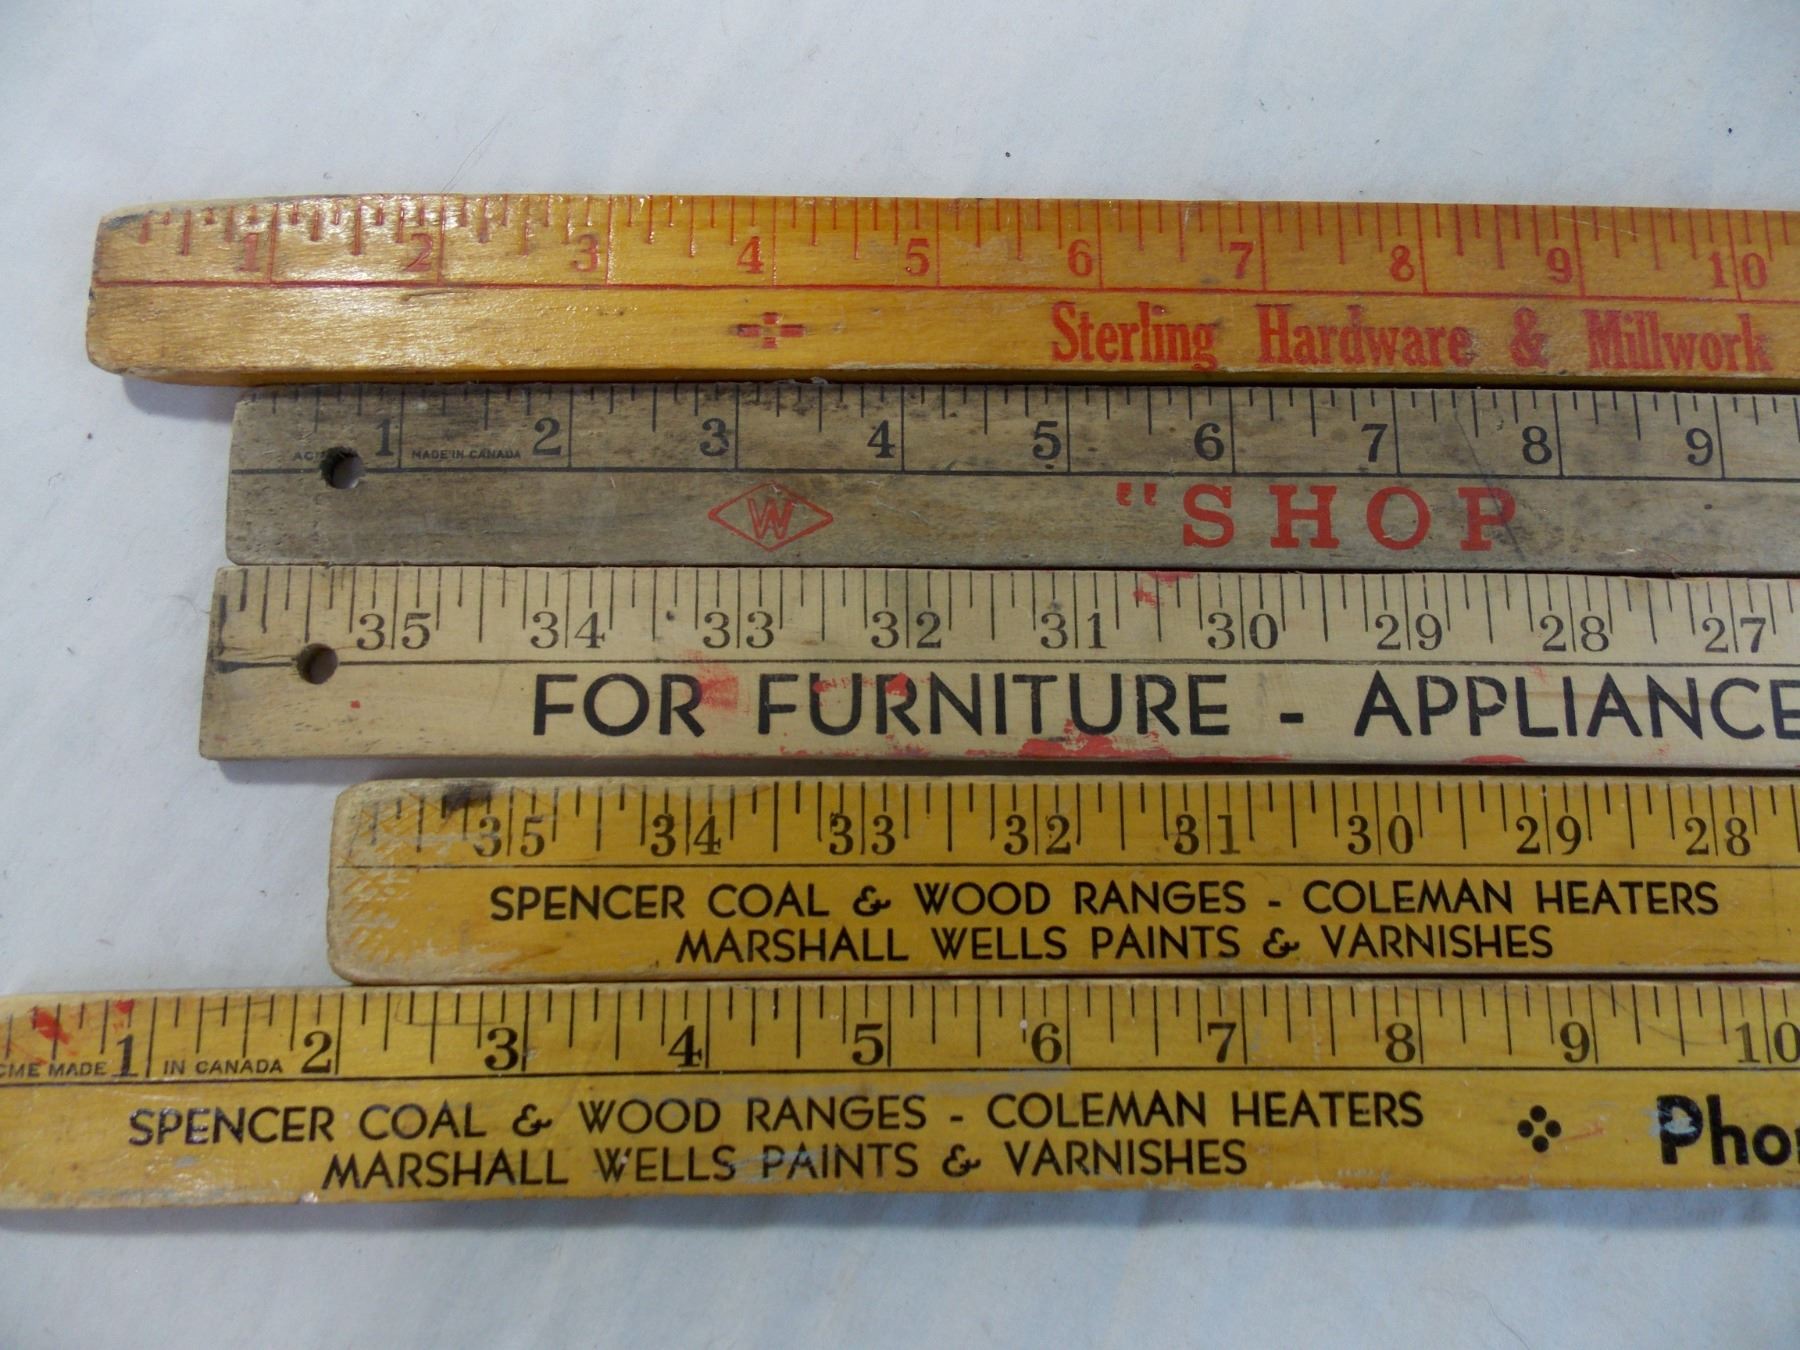 1 2 3 4 5 6 7 8 9 10
Sterling Hardware & Millwork
1 2 3 4 5 6 7 8 9
MADE IN CANADA
W "SHOP
35 34 33 32 31 30 29 28 27
FOR FURNITURE - APPLIANCE
35 34 33 32 31 30 29 28
SPENCER COAL & WOOD RANGES - COLEMAN HEATERS
MARSHALL WELLS PAINTS & VARNISHES
1 2 3 4 5 6 7 8 9 10
CME MADE IN CANADA
SPENCER COAL & WOOD RANGES - COLEMAN HEATERS
MARSHALL WELLS PAINTS & VARNISHES
Pho